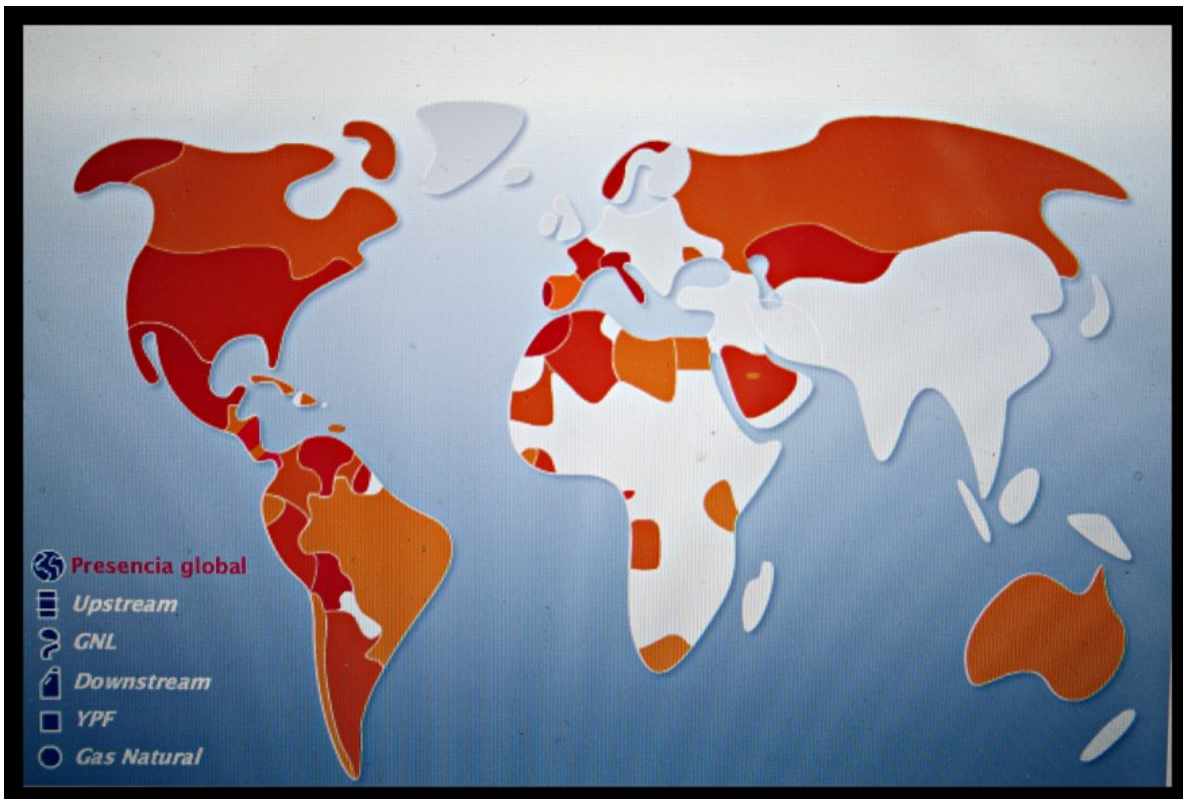 Presencia global
Upstream
GNL
Downstream
YPF
Gas Natural